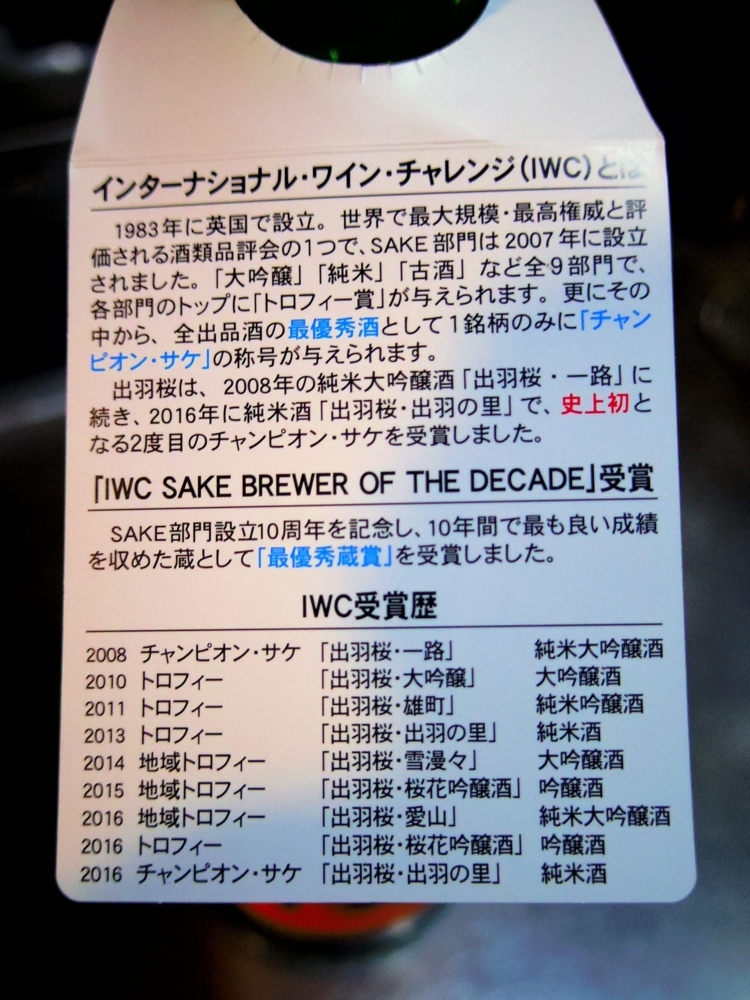 インターナショナル・ワイン・チャレンジ(IWC)とは
1983年に英国で設立。世界で最大規模・最高権威と評
価される酒類品評会の1つで、SAKE部門は2007年に設立
されました。「大吟醸」「純米」「古酒」など全9部門で、
各部門のトップに「トロフィー賞」が与えられます。更にその
中から、全出品酒の最優秀酒として1銘柄のみに「チャン
ピオン・サケ」の称号が与えられます。
出羽桜は、2008年の純米大吟醸酒「出羽桜・一路」に
続き、2016年に純米酒「出羽桜・出羽の里」で、史上初と
なる2度目のチャンピオン・サケを受賞しました。
「IWC SAKE BREWER OF THE DECADE」受賞
SAKE部門設立10周年を記念し、10年間で最も良い成績
を収めた蔵として「最優秀蔵賞」を受賞しました。
IWC受賞歴
2008 チャンピオン・サケ 「出羽桜・一路」 純米大吟醸酒
2010 トロフィー 「出羽桜・大吟醸」 大吟醸酒
2011 トロフィー 「出羽桜・雄町」 純米吟醸酒
2013 トロフィー 「出羽桜・出羽の里」 純米酒
2014 地域トロフィー 「出羽桜・雪漫々」 大吟醸酒
2015 地域トロフィー 「出羽桜・桜花吟醸酒」 吟醸酒
2016 地域トロフィー 「出羽桜・愛山」 純米大吟醸酒
2016 トロフィー 「出羽桜・桜花吟醸酒」 吟醸酒
2016 チャンピオン・サケ 「出羽桜・出羽の里」 純米酒